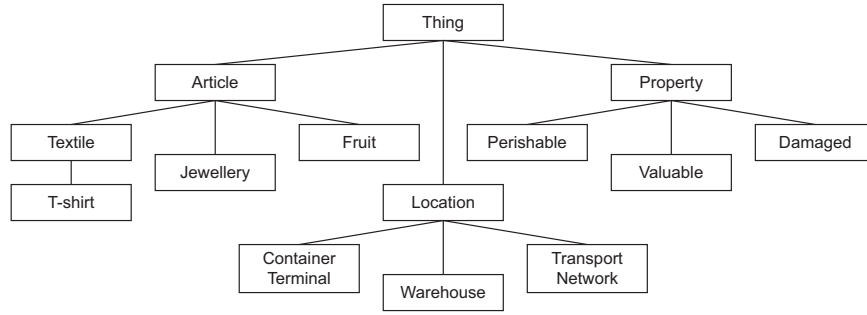 Thing
Article
Property
Textile
Fruit
Perishable
Damaged
Jewellery
Valuable
T-shirt
Location
Container
Terminal
Transport
Network
Warehouse